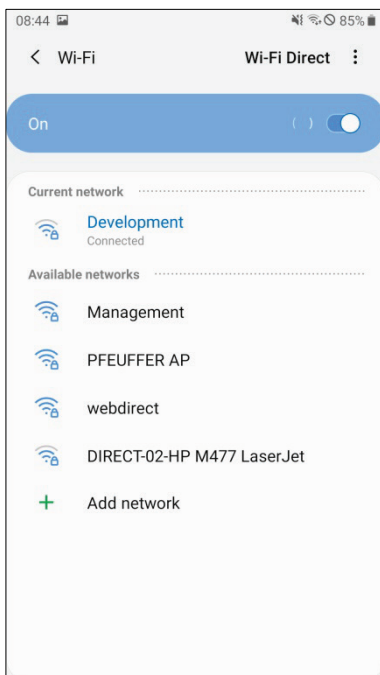 08:44 85%
Wi-Fi Wi-Fi Direct
On
Current network
Development
Connected
Available networks
Management
PFEUFFER AP
webdirect
DIRECT-02-HP M477 LaserJet
Add network